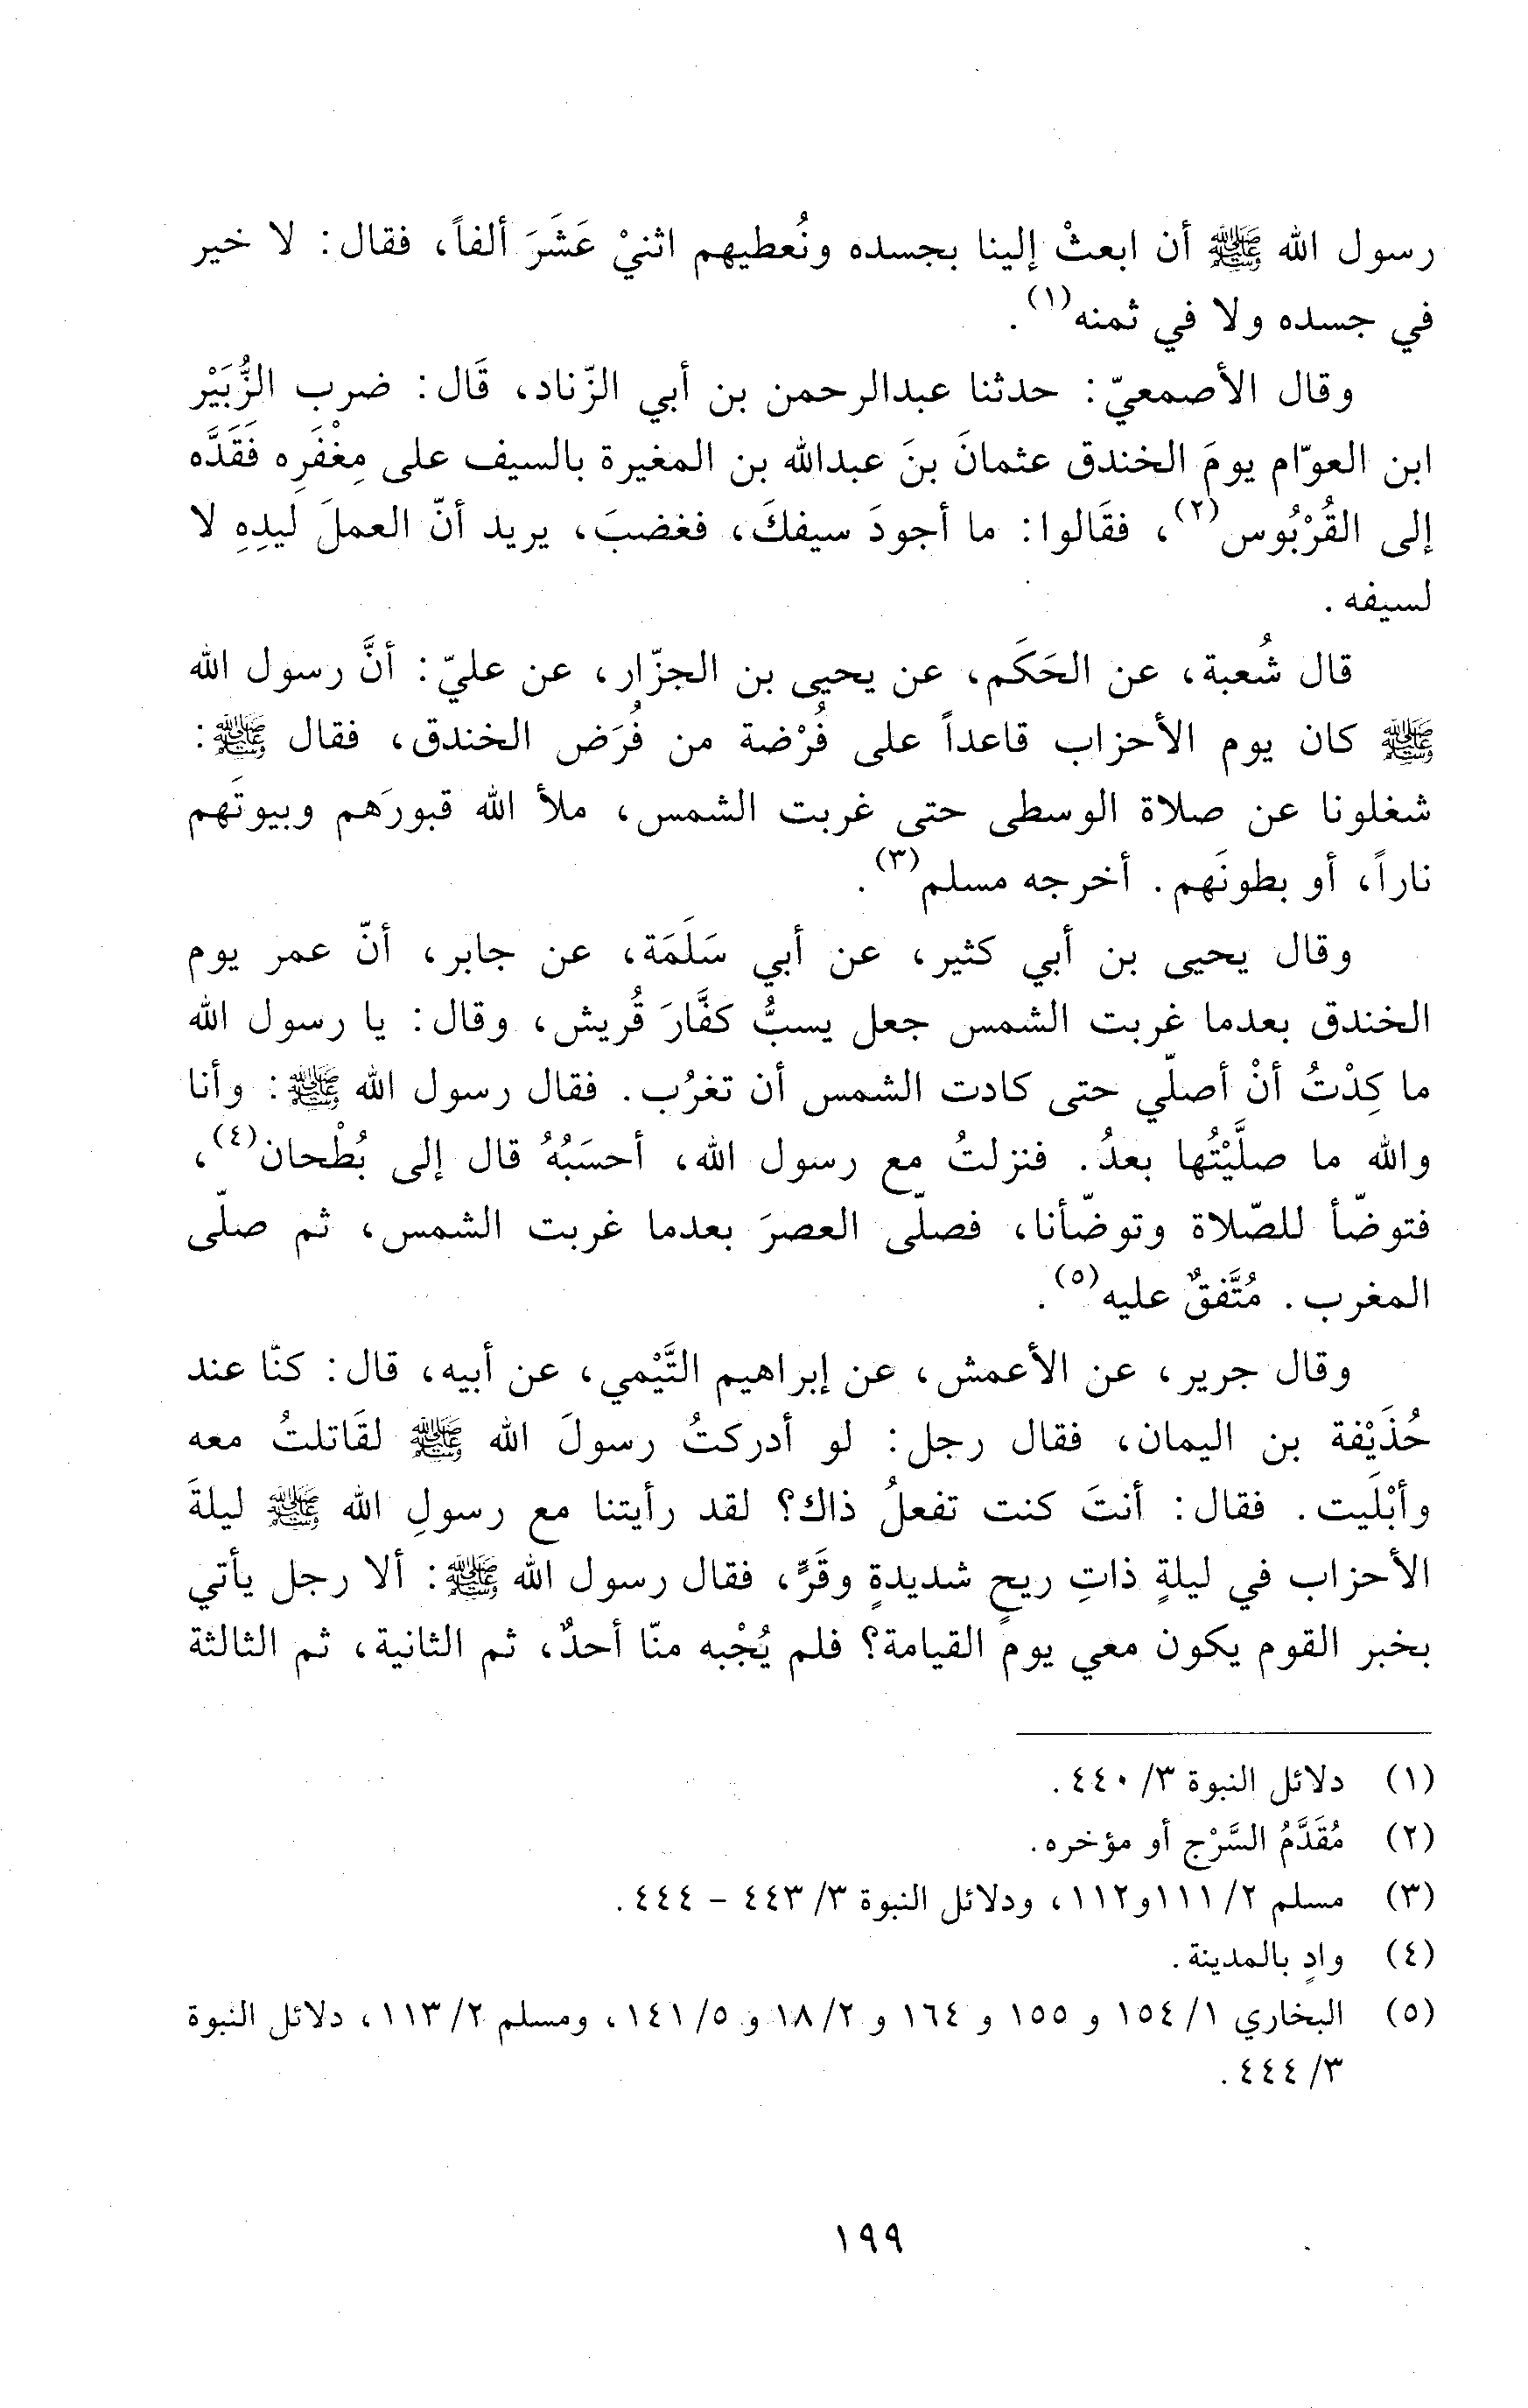 رسول الله ﷺ أن ابعثْ إلينا بجسده ونُعطيهم اثنيْ عَشَرَ ألفاً، فقال: لا خير
في جسده ولا في ثمنه(١).
وقال الأصمعيّ: حدثنا عبدالرحمن بن أبي الزّناد، قَال: ضرب الزُّبَيْر
ابن العوّام يومَ الخندق عثمانَ بنَ عبدالله بن المغيرة بالسيف على مِغْفَرِه فَقَدَّه
إلى القُرْبُوس(٢)، فقَالوا: ما أجودَ سيفكَ، فغضبَ، يريد أنّ العملَ ليدِهِ لا
لسيفه.
قال شُعبة، عن الحَكَم، عن يحيى بن الجزّار، عن عليّ: أنَّ رسول الله
ﷺ كان يوم الأحزاب قاعداً على فُرْضة من فُرَض الخندق، فقال ﷺ:
شغلونا عن صلاة الوسطى حتى غربت الشمس، ملأ الله قبورَهم وبيوتَهم
ناراً، أو بطونَهم. أخرجه مسلم(٣).
وقال يحيى بن أبي كثير، عن أبي سَلَمَة، عن جابر، أنّ عمر يوم
الخندق بعدما غربت الشمس جعل يسبُّ كفَّارَ قُريش، وقال: يا رسول الله
ما كِدْتُ أنْ أصلّي حتى كادت الشمس أن تغرُب. فقال رسول الله ﷺ: وأنا
والله ما صلَّيْتُها بعدُ. فنزلتُ مع رسول الله، أحسَبُهُ قال إلى بُطْحان(٤)،
فتوضّأ للصّلاة وتوضّأنا، فصلّى العصرَ بعدما غربت الشمس، ثم صلّى
المغرب. مُتَّفقٌ عليه(٥).
وقال جرير، عن الأعمش، عن إبراهيم التَّيْمي، عن أبيه، قال: كنّا عند
حُذَيْفة بن اليمان، فقال رجل: لو أدركتُ رسولَ الله ﷺ لقَاتلتُ معه
وأبْلَيت. فقال: أنتَ كنت تفعلُ ذاك؟ لقد رأيتنا مع رسولِ الله ﷺ ليلةَ
الأحزاب في ليلةٍ ذاتِ ريحٍ شديدةٍ وقَرٍّ، فقال رسول الله ﷺ: ألا رجل يأتي
بخبر القوم يكون معي يوم القيامة؟ فلم يُجْبه منّا أحدٌ، ثم الثانية، ثم الثالثة
(١) دلائل النبوة ٣/ ٤٤٠.
(٢) مُقَدَّمُ السَّرْج أو مؤخره.
(٣) مسلم ٢/ ١١١و١١٢، ودلائل النبوة ٣/ ٤٤٣ - ٤٤٤.
(٤) وادٍ بالمدينة.
(٥) البخاري ١/ ١٥٤ و ١٥٥ و ١٦٤ و ٢/ ١٨ و ٥/ ١٤١، ومسلم ٢/ ١١٣، دلائل النبوة
٣/ ٤٤٤.
١٩٩